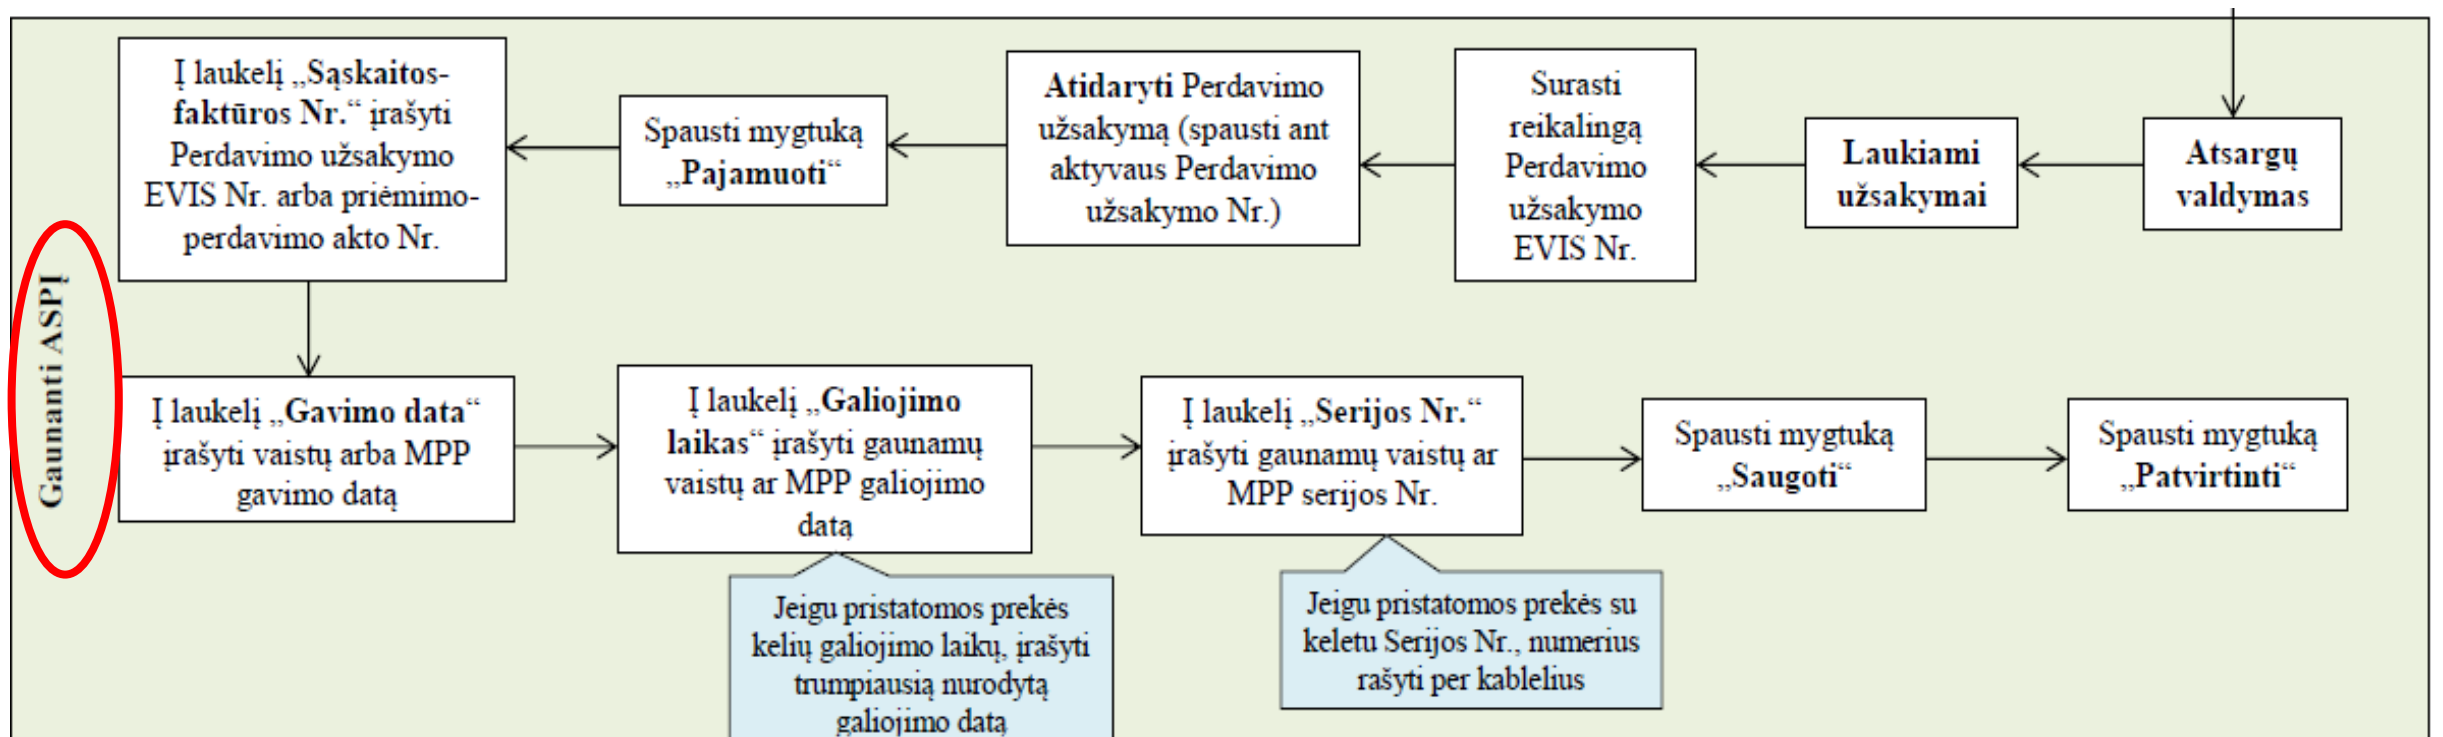 Gaunanti ASPĮ
Atsargų
valdymas
Laukiami
užsakymai
Surasti
reikalingą
Perdavimo
užsakymo
EVIS Nr.
Atidaryti Perdavimo
užsakymą (spausti ant
aktyvaus Perdavimo
užsakymo Nr.)
Spausti mygtuką
„Pajamuoti“
Į laukelį „Sąskaitos-
faktūros Nr.“ įrašyti
Perdavimo užsakymo
EVIS Nr. arba priėmimo-
perdavimo akto Nr.
Į laukelį „Gavimo data“
įrašyti vaistų arba MPP
gavimo datą
Į laukelį „Galiojimo
laikas“ įrašyti gaunamų
vaistų ar MPP galiojimo
datą
Jeigu pristatomos prekės
kelių galiojimo laikų, įrašyti
trumpiausią nurodytą
galiojimo datą
Į laukelį „Serijos Nr.“
įrašyti gaunamų vaistų ar
MPP serijos Nr.
Jeigu pristatomos prekės su
keletu Serijos Nr., numerius
rašyti per kablelius
Spausti mygtuką
„Saugoti“
Spausti mygtuką
„Patvirtinti“